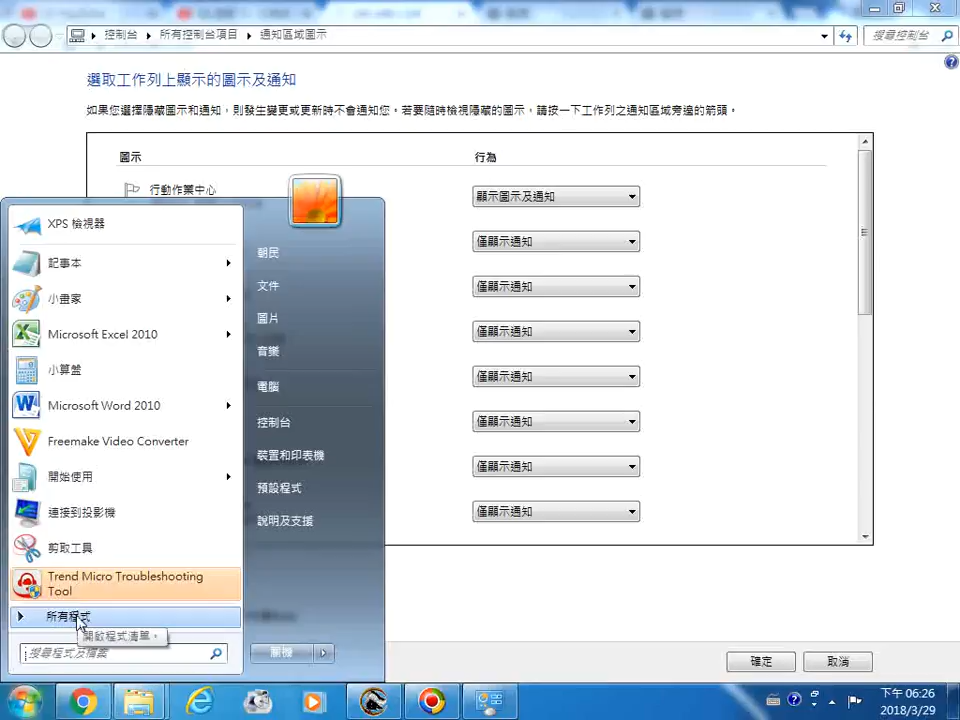 控制台 所有控制台項目 通知區域圖示
搜尋控制台
選取工作列上顯示的圖示及通知
如果您選擇隱藏圖示和通知，則發生變更或更新時不會通知您。若要隨時檢視隱藏的圖示，請按一下工作列之通知區域旁邊的箭頭。
圖示 行為
行動作業中心 顯示圖示及通知
僅顯示通知
僅顯示通知
僅顯示通知
僅顯示通知
僅顯示通知
僅顯示通知
僅顯示通知
XPS 檢視器
記事本
小畫家
Microsoft Excel 2010
小算盤
Microsoft Word 2010
Freemake Video Converter
開始使用
連接到投影機
剪取工具
Trend Micro Troubleshooting
Tool
所有程式
開啟程式清單。
搜尋程式及檔案
朝民
文件
圖片
音樂
電腦
控制台
裝置和印表機
預設程式
說明及支援
關機
確定 取消
下午 06:26
2018/3/29